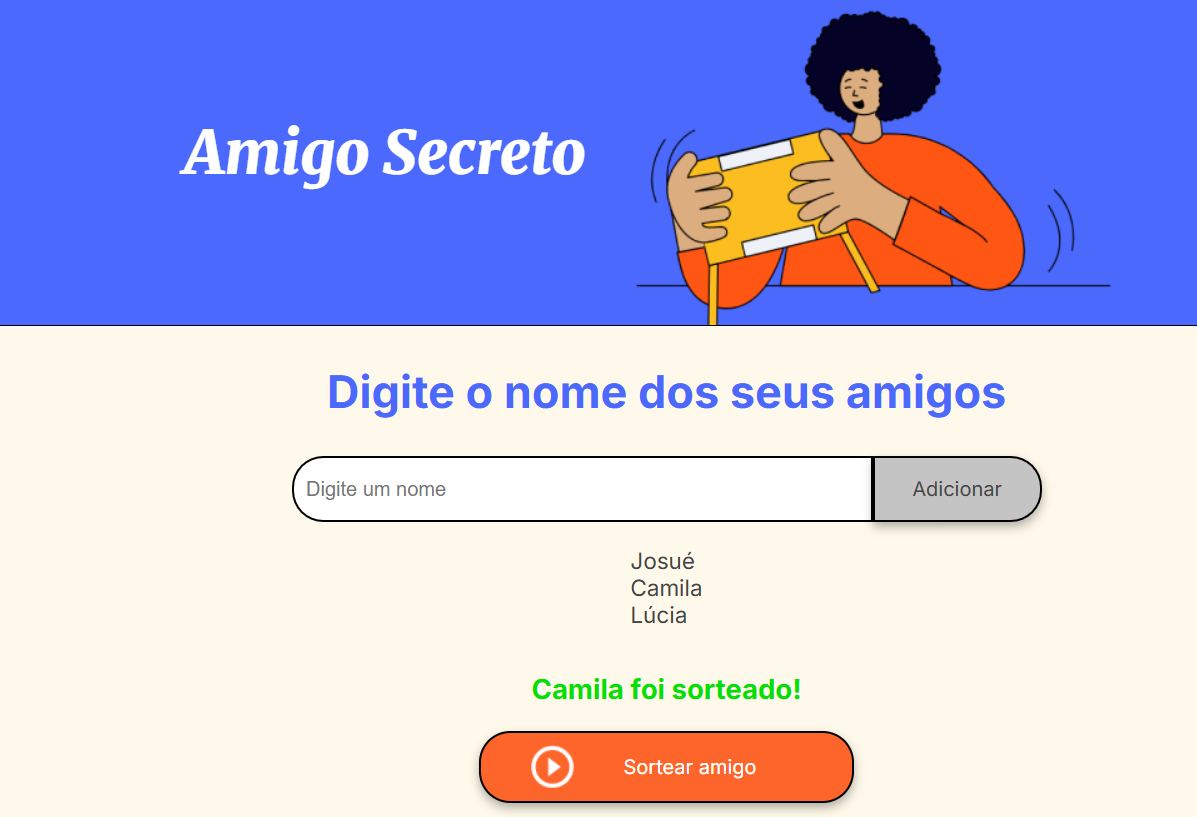 Amigo Secreto
Digite o nome dos seus amigos
Digite um nome
Adicionar
Josué
Camila
Lúcia
Camila foi sorteado!
Sortear amigo